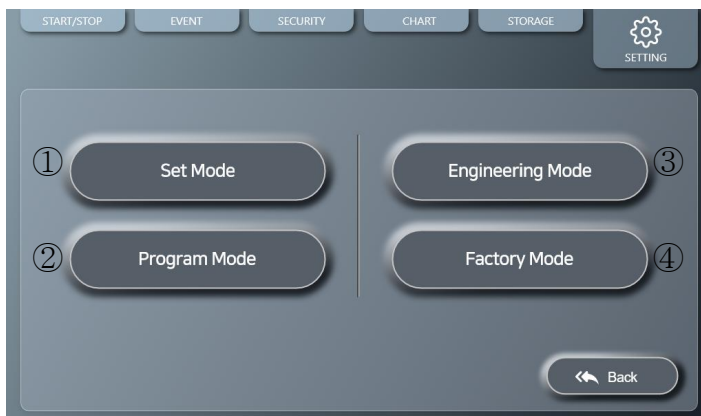 START/STOP EVENT SECURITY CHART STORAGE
SETTING
① Set Mode Engineering Mode ③
② Program Mode Factory Mode ④
Back